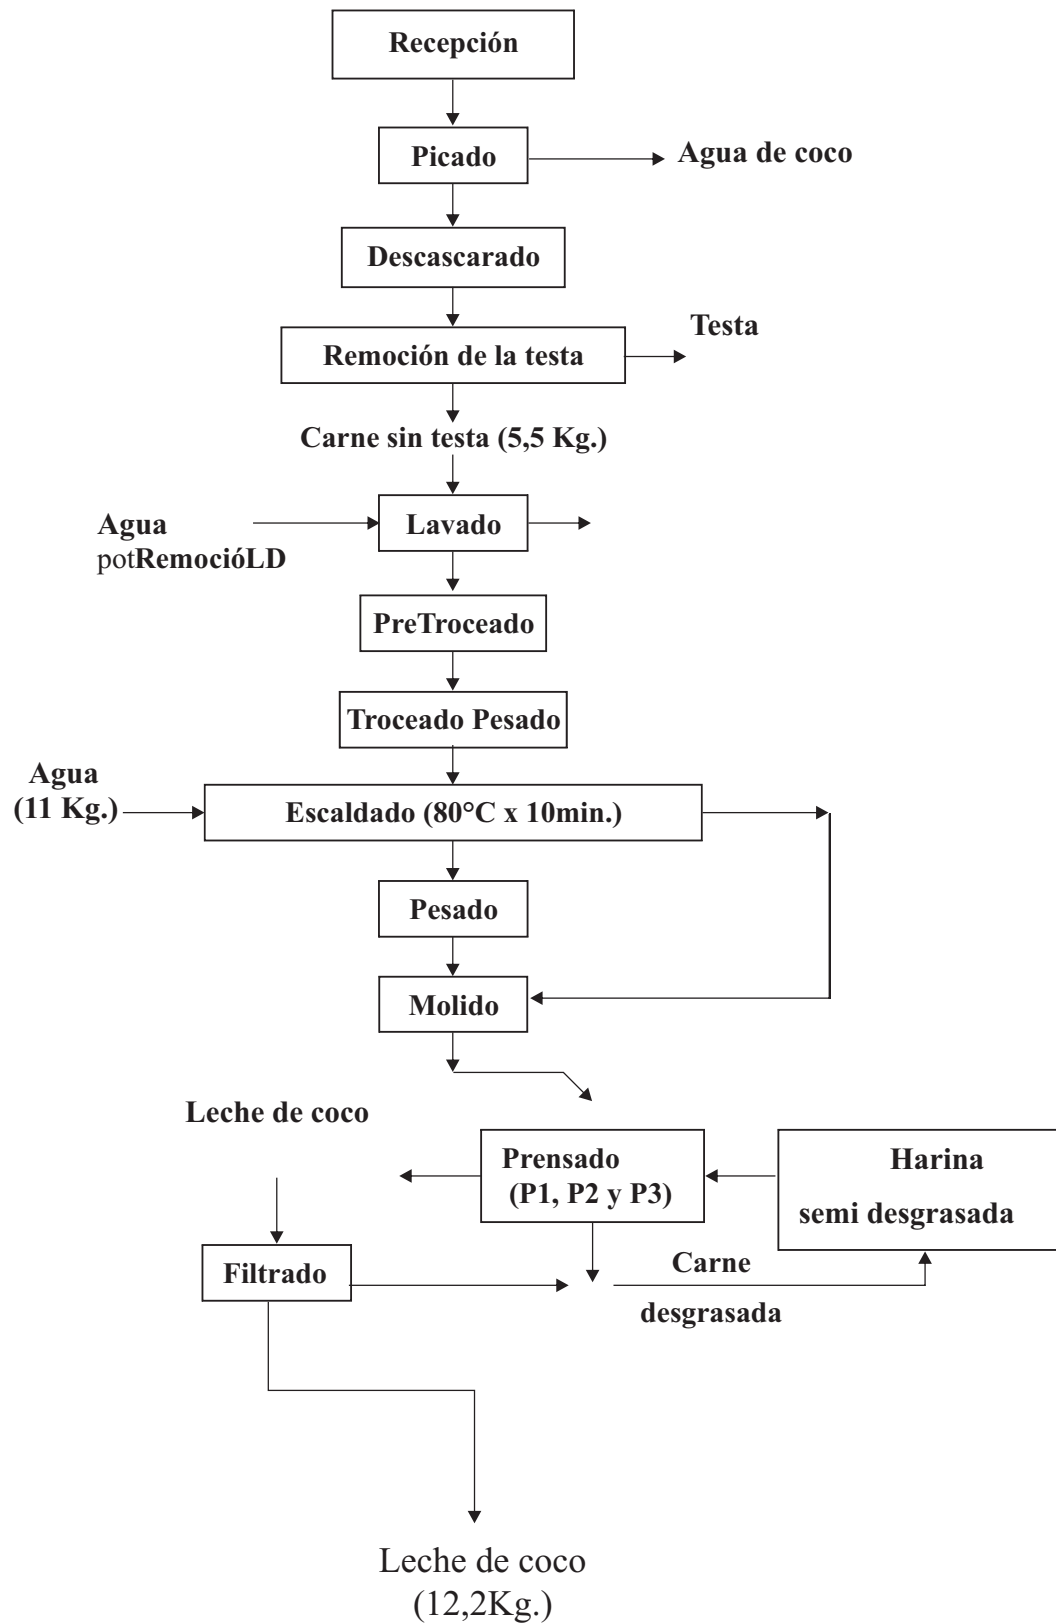 Recepción
Picado
Agua de coco
Descascarado
Testa
Remoción de la testa
Carne sin testa (5,5 Kg.)
Agua
potRemocióLD
Lavado
PreTroceado
Troceado Pesado
Agua
(11 Kg.)
Escaldado (80°C x 10min.)
Pesado
Molido
Leche de coco
Prensado
(P1, P2 y P3)
Harina
semi desgrasada
Filtrado
Carne
desgrasada
Leche de coco
(12,2Kg.)